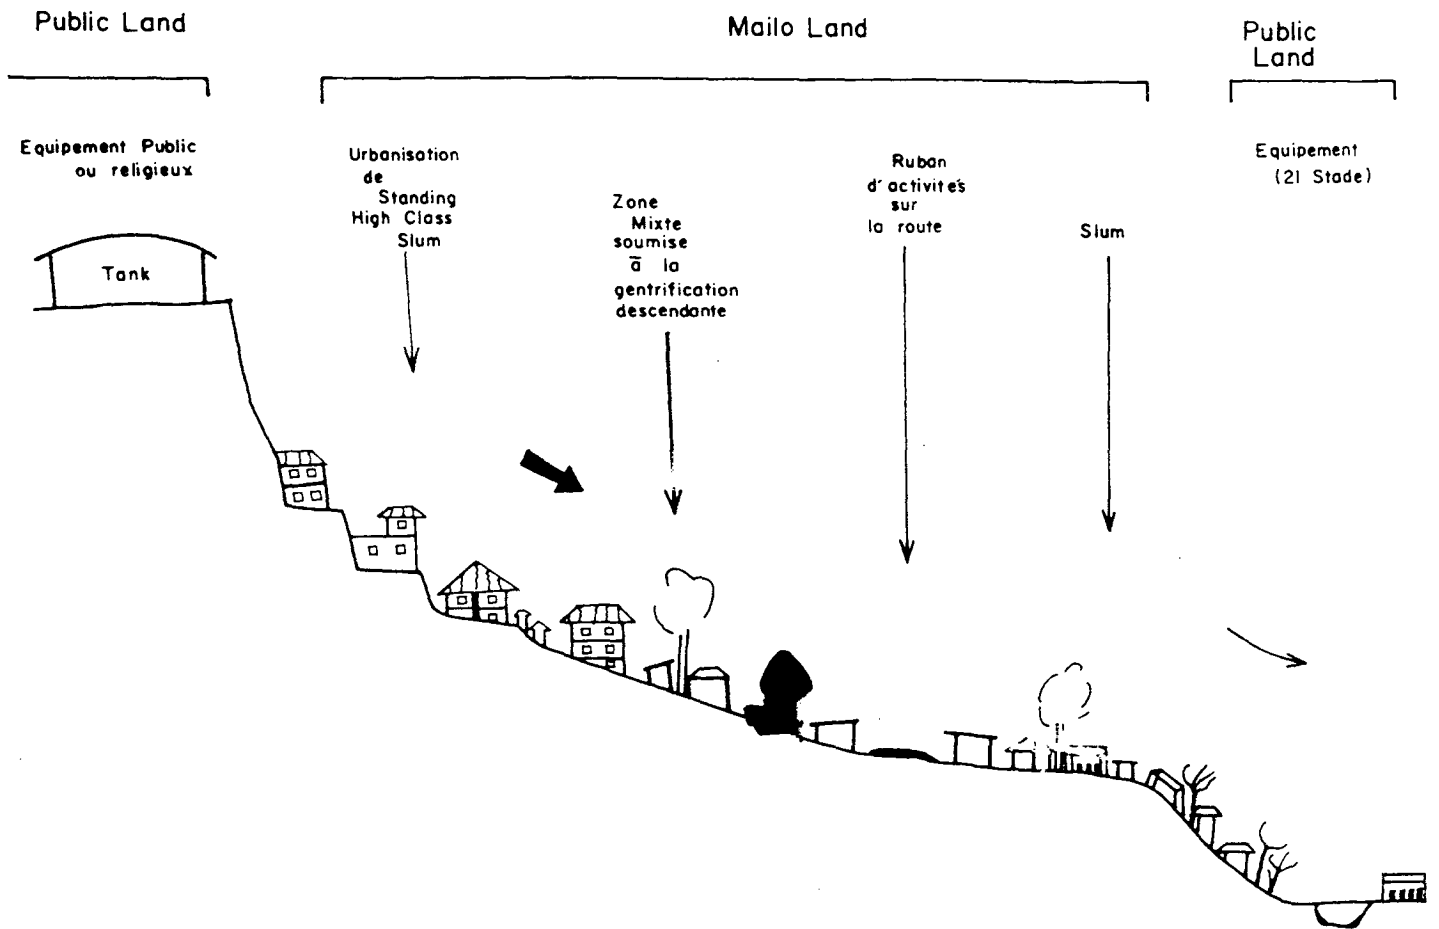 Public Land
Mailo Land
Public
Land
Equipement Public
ou religieux
Urbanisation
de
Standing
High Class
Slum
Zone
Mixte
soumise
à la
gentrification
descendante
Ruban
d'activités
sur
la route
Slum
Equipement
(21 Stade)
Tank